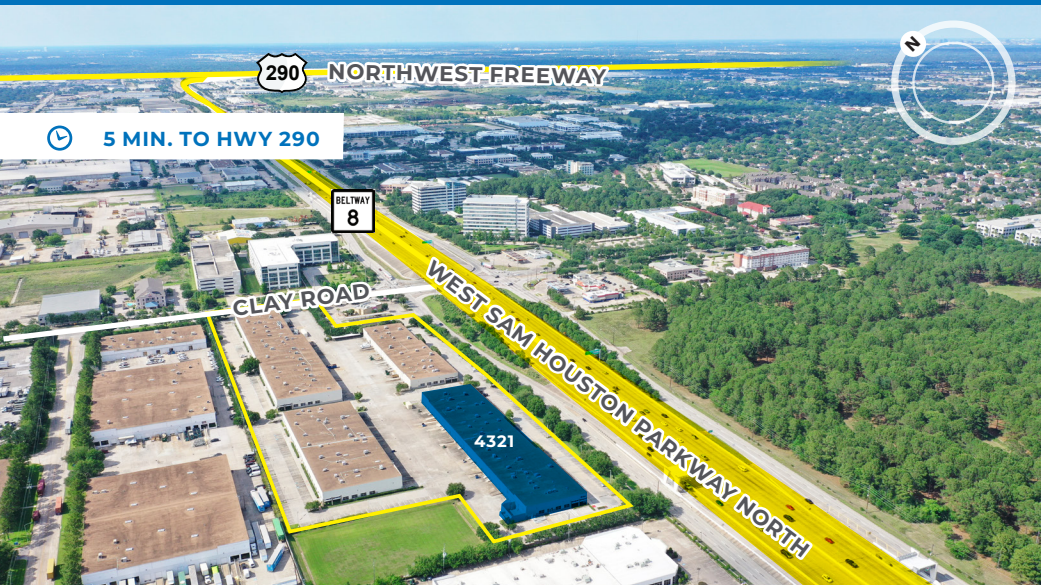 290
NORTHWEST FREEWAY
N
5 MIN. TO HWY 290
BELTWAY
8
CLAY ROAD
WEST SAM HOUSTON PARKWAY NORTH
4321